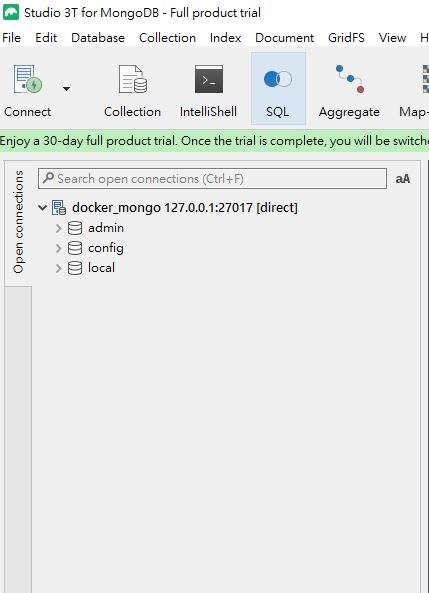 Studio 3T for MongoDB - Full product trial
File Edit Database Collection Index Document GridFS View H
Connect Collection IntelliShell SQL Aggregate Map-
Enjoy a 30-day full product trial. Once the trial is complete, you will be switche
Open connections
Search open connections (Ctrl+F) aA
docker_mongo 127.0.0.1:27017 [direct]
admin
config
local